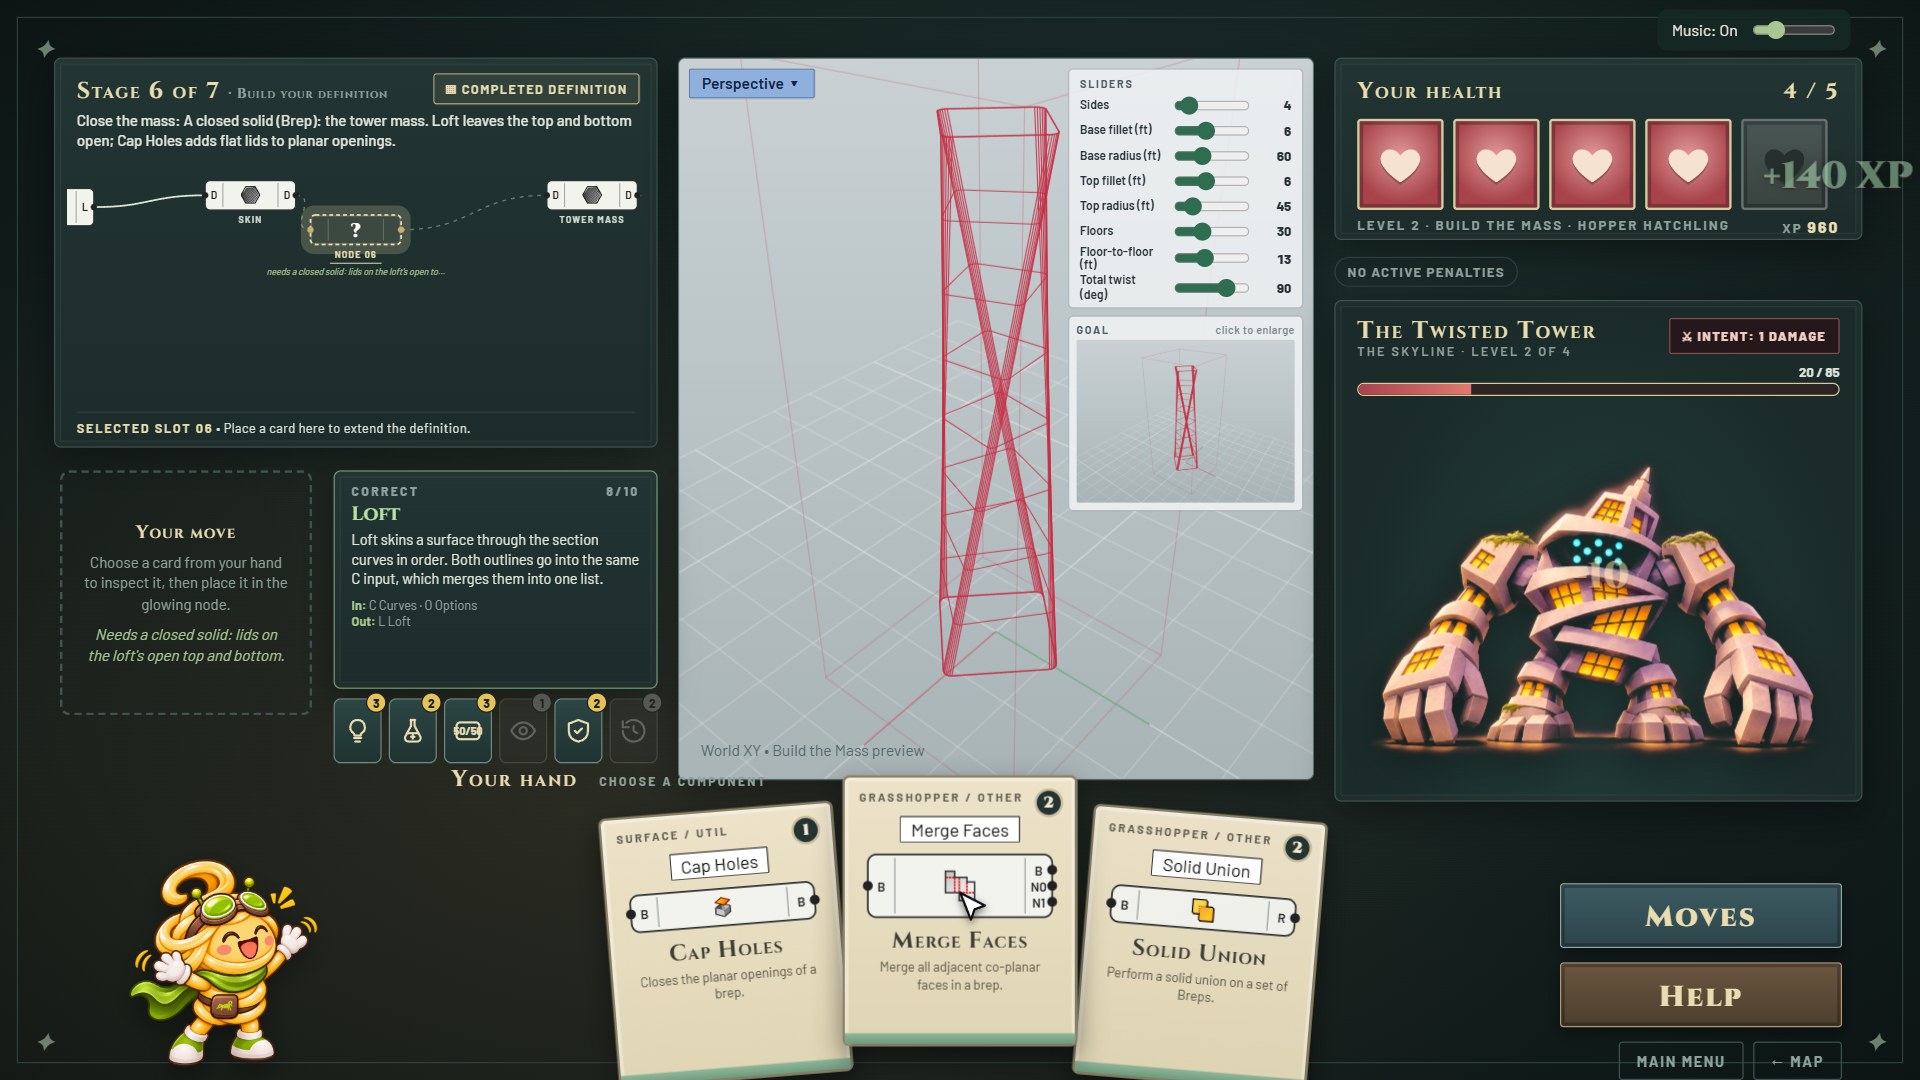 Music: On
STAGE 6 OF 7 · BUILD YOUR DEFINITION
COMPLETED DEFINITION
Close the mass: A closed solid (Brep): the tower mass. Loft leaves the top and bottom
open; Cap Holes adds flat lids to planar openings.
L
D D
SKIN
?
NODE 06
needs a closed solid: lids on the loft's open to...
D D
TOWER MASS
SELECTED SLOT 06 • Place a card here to extend the definition.
YOUR MOVE
Choose a card from your hand
to inspect it, then place it in the
glowing node.
Needs a closed solid: lids on
the loft's open top and bottom.
CORRECT 8/10
LOFT
Loft skins a surface through the section
curves in order. Both outlines go into the same
C input, which merges them into one list.
In: C Curves · O Options
Out: L Loft
3
2
3
50/50
1
2
2
Perspective ▼
SLIDERS
Sides 4
Base fillet (ft) 6
Base radius (ft) 60
Top fillet (ft) 6
Top radius (ft) 45
Floors 30
Floor-to-floor
(ft) 13
Total twist
(deg) 90
GOAL click to enlarge
World XY • Build the Mass preview
YOUR HEALTH 4 / 5
+140 XP
LEVEL 2 · BUILD THE MASS · HOPPER HATCHLING XP 960
NO ACTIVE PENALTIES
THE TWISTED TOWER
THE SKYLINE · LEVEL 2 OF 4
INTENT: 1 DAMAGE
20 / 85
-10
YOUR HAND CHOOSE A COMPONENT
SURFACE / UTIL 1
Cap Holes
B B
CAP HOLES
Closes the planar openings of a
brep.
GRASSHOPPER / OTHER 2
Merge Faces
B B
N0
N1
MERGE FACES
Merge all adjacent co-planar
faces in a brep.
GRASSHOPPER / OTHER 2
Solid Union
B R
SOLID UNION
Perform a solid union on a set of
Breps.
MOVES
HELP
MAIN MENU
← MAP